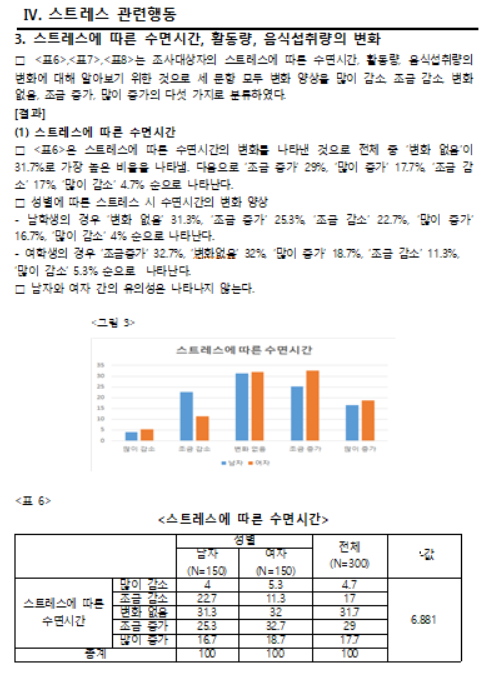 Ⅳ. 스트레스 관련행동
3. 스트레스에 따른 수면시간, 활동량, 음식섭취량의 변화
□ <표6>,<표7>,<표8>는 조사대상자의 스트레스에 따른 수면시간, 활동량, 음식섭취량의
변화에 대해 알아보기 위한 것으로 세 문항 모두 변화 양상을 많이 감소, 조금 감소, 변화
없음, 조금 증가, 많이 증가의 다섯 가지로 분류하였다.
[결과]
(1) 스트레스에 따른 수면시간
□ <표6>은 스트레스에 따른 수면시간의 변화를 나타낸 것으로 전체 중 '변화 없음'이
31.7%로 가장 높은 비율을 나타냄. 다음으로 '조금 증가' 29%, '많이 증가' 17.7%, '조금 감
소' 17%, '많이 감소' 4.7% 순으로 나타난다.
□ 성별에 따른 스트레스 시 수면시간의 변화 양상
- 남학생의 경우 '변화 없음' 31.3%, '조금 증가' 25.3%, '조금 감소' 22.7%, '많이 증가'
16.7%, '많이 감소' 4% 순으로 나타난다.
- 여학생의 경우 '조금증가' 32.7%, '변화없음' 32%, '많이 증가' 18.7%, '조금 감소' 11.3%,
'많이 감소' 5.3% 순으로 나타난다.
□ 남자와 여자 간의 유의성은 나타나지 않는다.
<그림 3>
스트레스에 따른 수면시간
35
30
25
20
15
10
5
0
많이 감소 조금 감소 변화 없음 조금 증가 많이 증가
남자 여자
<표 6>
<스트레스에 따른 수면시간>
성별 전체 (N=300) -값
남자 (N=150) 여자 (N=150)
스트레스에 따른 수면시간
많이 감소 4 5.3 4.7
조금 감소 22.7 11.3 17
변화 없음 31.3 32 31.7 6.881
조금 증가 25.3 32.7 29
많이 증가 16.7 18.7 17.7
총계 100 100 100